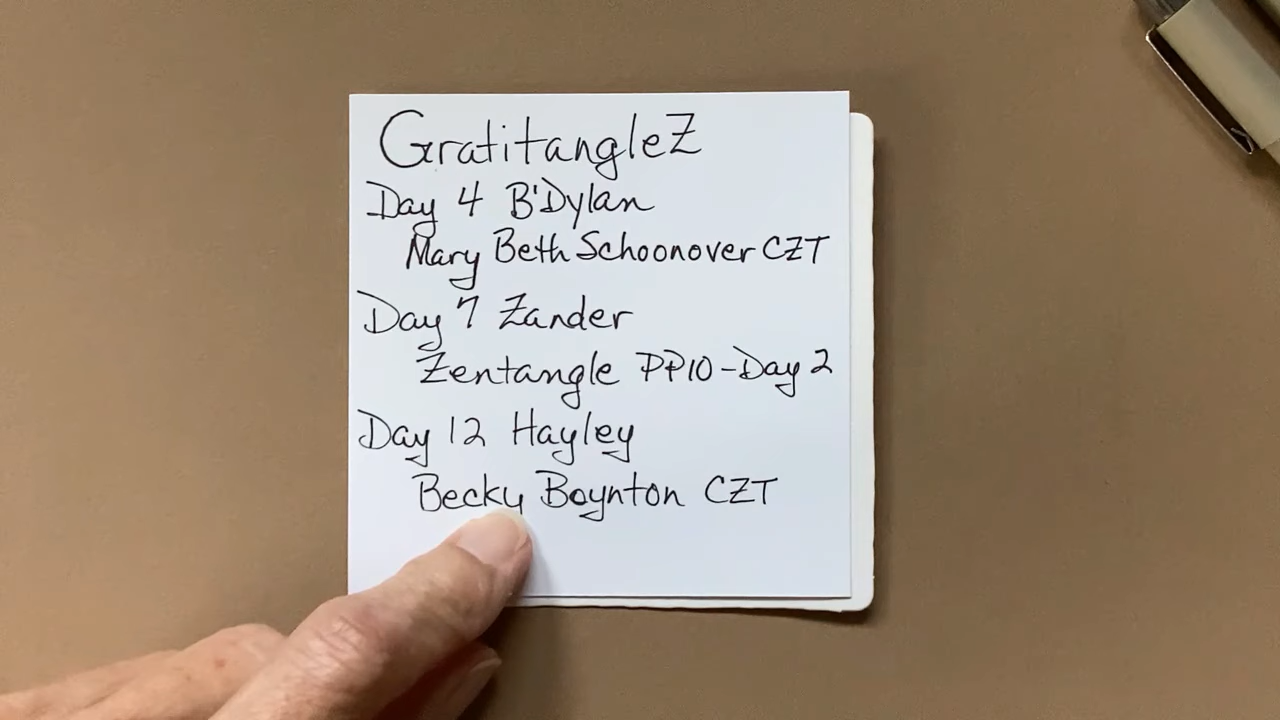 GratitangleZ
Day 4 B'Dylan
Mary Beth Schoonover CZT
Day 7 Zander
Zentangle PP10-Day 2
Day 12 Hayley
Becky Boynton CZT